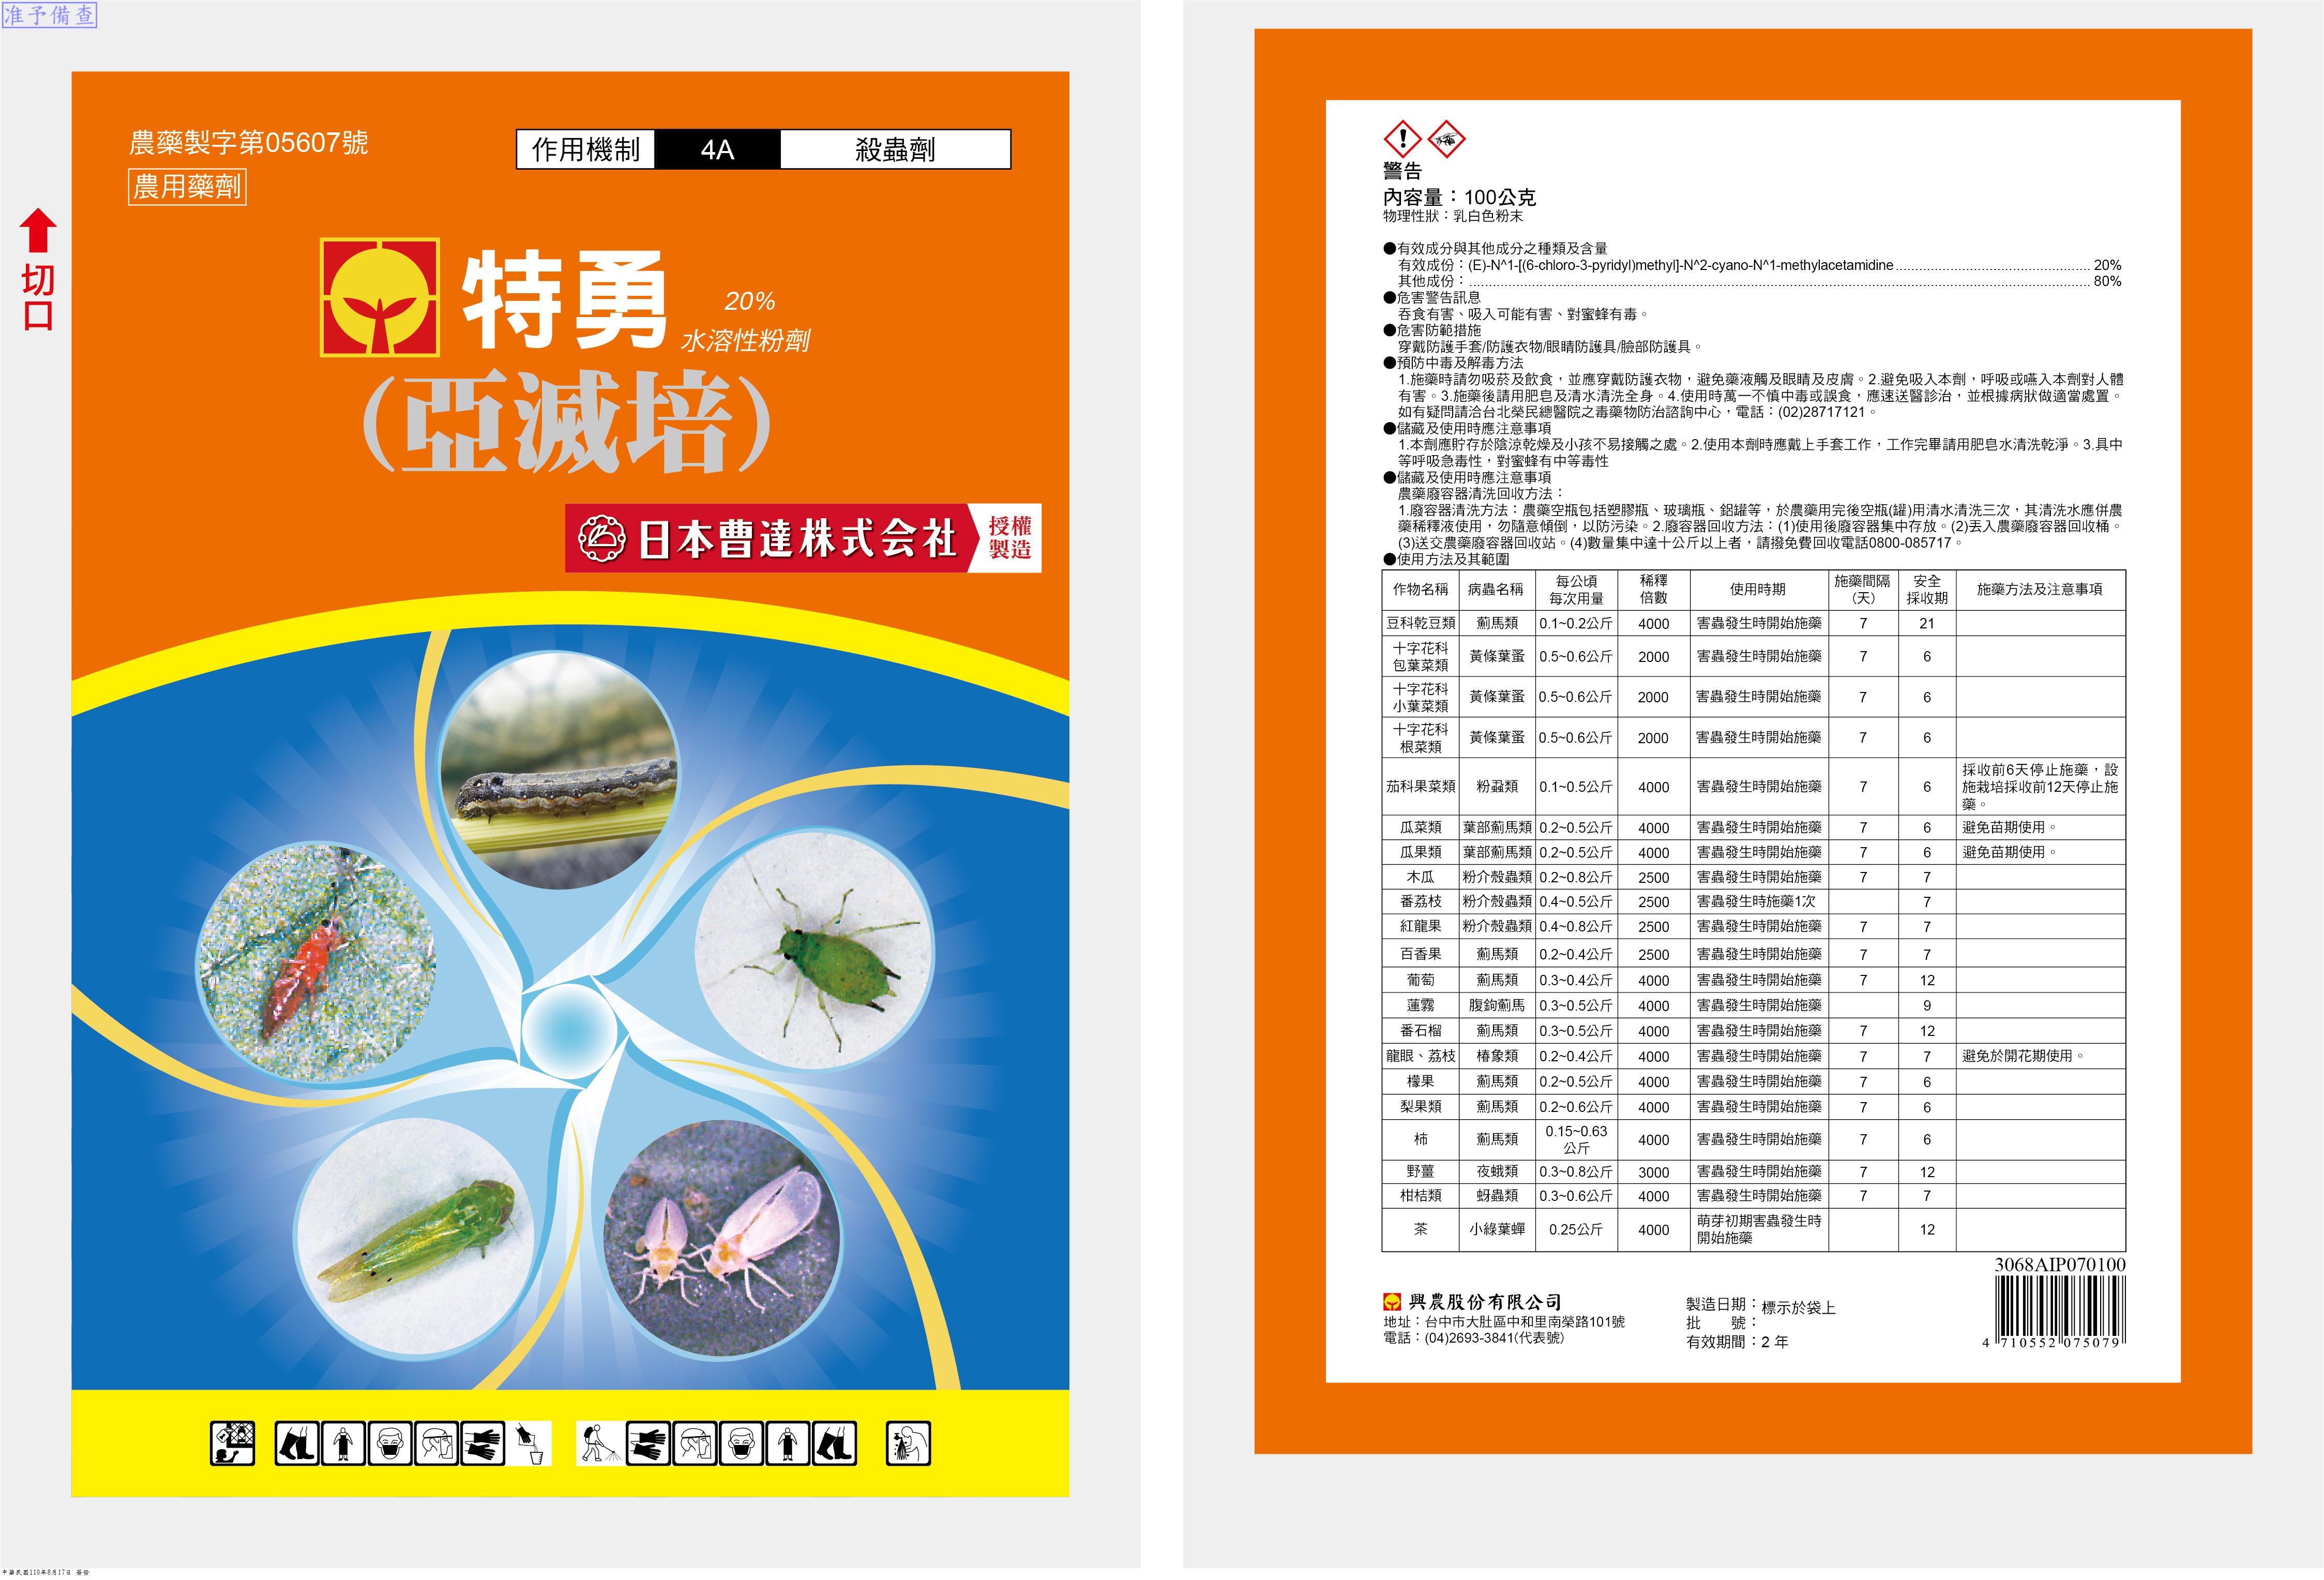 准予備查
農藥製字第05607號
農用藥劑
作用機制 4A 殺蟲劑
切口
特勇
20%
水溶性粉劑
(亞滅培)
日本曹達株式会社
授權
製造
中華民國110年8月17日 簽發
警告
內容量：100公克
物理性狀：乳白色粉末
●有效成分與其他成分之種類及含量
有效成份：(E)-N^1-[(6-chloro-3-pyridyl)methyl]-N^2-cyano-N^1-methylacetamidine 20%
其他成份： 80%
●危害警告訊息
吞食有害、吸入可能有害、對蜜蜂有毒。
●危害防範措施
穿戴防護手套/防護衣物/眼睛防護具/臉部防護具。
●預防中毒及解毒方法
1.施藥時請勿吸菸及飲食，並應穿戴防護衣物，避免藥液觸及眼睛及皮膚。2.避免吸入本劑，呼吸或嚥入本劑對人體
有害。3.施藥後請用肥皂及清水清洗全身。4.使用時萬一不慎中毒或誤食，應速送醫診治，並根據病狀做適當處置。
如有疑問請洽台北榮民總醫院之毒藥物防治諮詢中心，電話：(02)28717121。
●儲藏及使用時應注意事項
1.本劑應貯存於陰涼乾燥及小孩不易接觸之處。2.使用本劑時應戴上手套工作，工作完畢請用肥皂水清洗乾淨。3.具中
等呼吸急毒性，對蜜蜂有中等毒性
●儲藏及使用時應注意事項
農藥廢容器清洗回收方法：
1.廢容器清洗方法：農藥空瓶包括塑膠瓶、玻璃瓶、鋁罐等，於農藥用完後空瓶(罐)用清水清洗三次，其清洗水應併農
藥稀釋液使用，勿隨意傾倒，以防污染。2.廢容器回收方法：(1)使用後廢容器集中存放。(2)丟入農藥廢容器回收桶。
(3)送交農藥廢容器回收站。(4)數量集中達十公斤以上者，請撥免費回收電話0800-085717。
●使用方法及其範圍
作物名稱 病蟲名稱 每公頃每次用量 稀釋倍數 使用時期 施藥間隔(天) 安全採收期 施藥方法及注意事項
豆科乾豆類 薊馬類 0.1~0.2公斤 4000 害蟲發生時開始施藥 7 21
十字花科包葉菜類 黃條葉蚤 0.5~0.6公斤 2000 害蟲發生時開始施藥 7 6
十字花科小葉菜類 黃條葉蚤 0.5~0.6公斤 2000 害蟲發生時開始施藥 7 6
十字花科根菜類 黃條葉蚤 0.5~0.6公斤 2000 害蟲發生時開始施藥 7 6
茄科果菜類 粉蝨類 0.1~0.5公斤 4000 害蟲發生時開始施藥 7 6 採收前6天停止施藥，設施栽培採收前12天停止施藥。
瓜菜類 葉部薊馬類 0.2~0.5公斤 4000 害蟲發生時開始施藥 7 6 避免苗期使用。
瓜果類 葉部薊馬類 0.2~0.5公斤 4000 害蟲發生時開始施藥 7 6 避免苗期使用。
木瓜 粉介殼蟲類 0.2~0.8公斤 2500 害蟲發生時開始施藥 7 7
番荔枝 粉介殼蟲類 0.4~0.5公斤 2500 害蟲發生時施藥1次 7
紅龍果 粉介殼蟲類 0.4~0.8公斤 2500 害蟲發生時開始施藥 7 7
百香果 薊馬類 0.2~0.4公斤 2500 害蟲發生時開始施藥 7 7
葡萄 薊馬類 0.3~0.4公斤 4000 害蟲發生時開始施藥 7 12
蓮霧 腹鉤薊馬 0.3~0.5公斤 4000 害蟲發生時開始施藥 9
番石榴 薊馬類 0.3~0.5公斤 4000 害蟲發生時開始施藥 7 12
龍眼、荔枝 椿象類 0.2~0.4公斤 4000 害蟲發生時開始施藥 7 7 避免於開花期使用。
檬果 薊馬類 0.2~0.5公斤 4000 害蟲發生時開始施藥 7 6
梨果類 薊馬類 0.2~0.6公斤 4000 害蟲發生時開始施藥 7 6
柿 薊馬類 0.15~0.63公斤 4000 害蟲發生時開始施藥 7 6
野薑 夜蛾類 0.3~0.8公斤 3000 害蟲發生時開始施藥 7 12
柑桔類 蚜蟲類 0.3~0.6公斤 4000 害蟲發生時開始施藥 7 7
茶 小綠葉蟬 0.25公斤 4000 萌芽初期害蟲發生時開始施藥 12
興農股份有限公司
地址：台中市大肚區中和里南榮路101號
電話：(04)2693-3841(代表號)
製造日期：標示於袋上
批 號：
有效期間：2 年
3068AIP070100
4 710552 075079